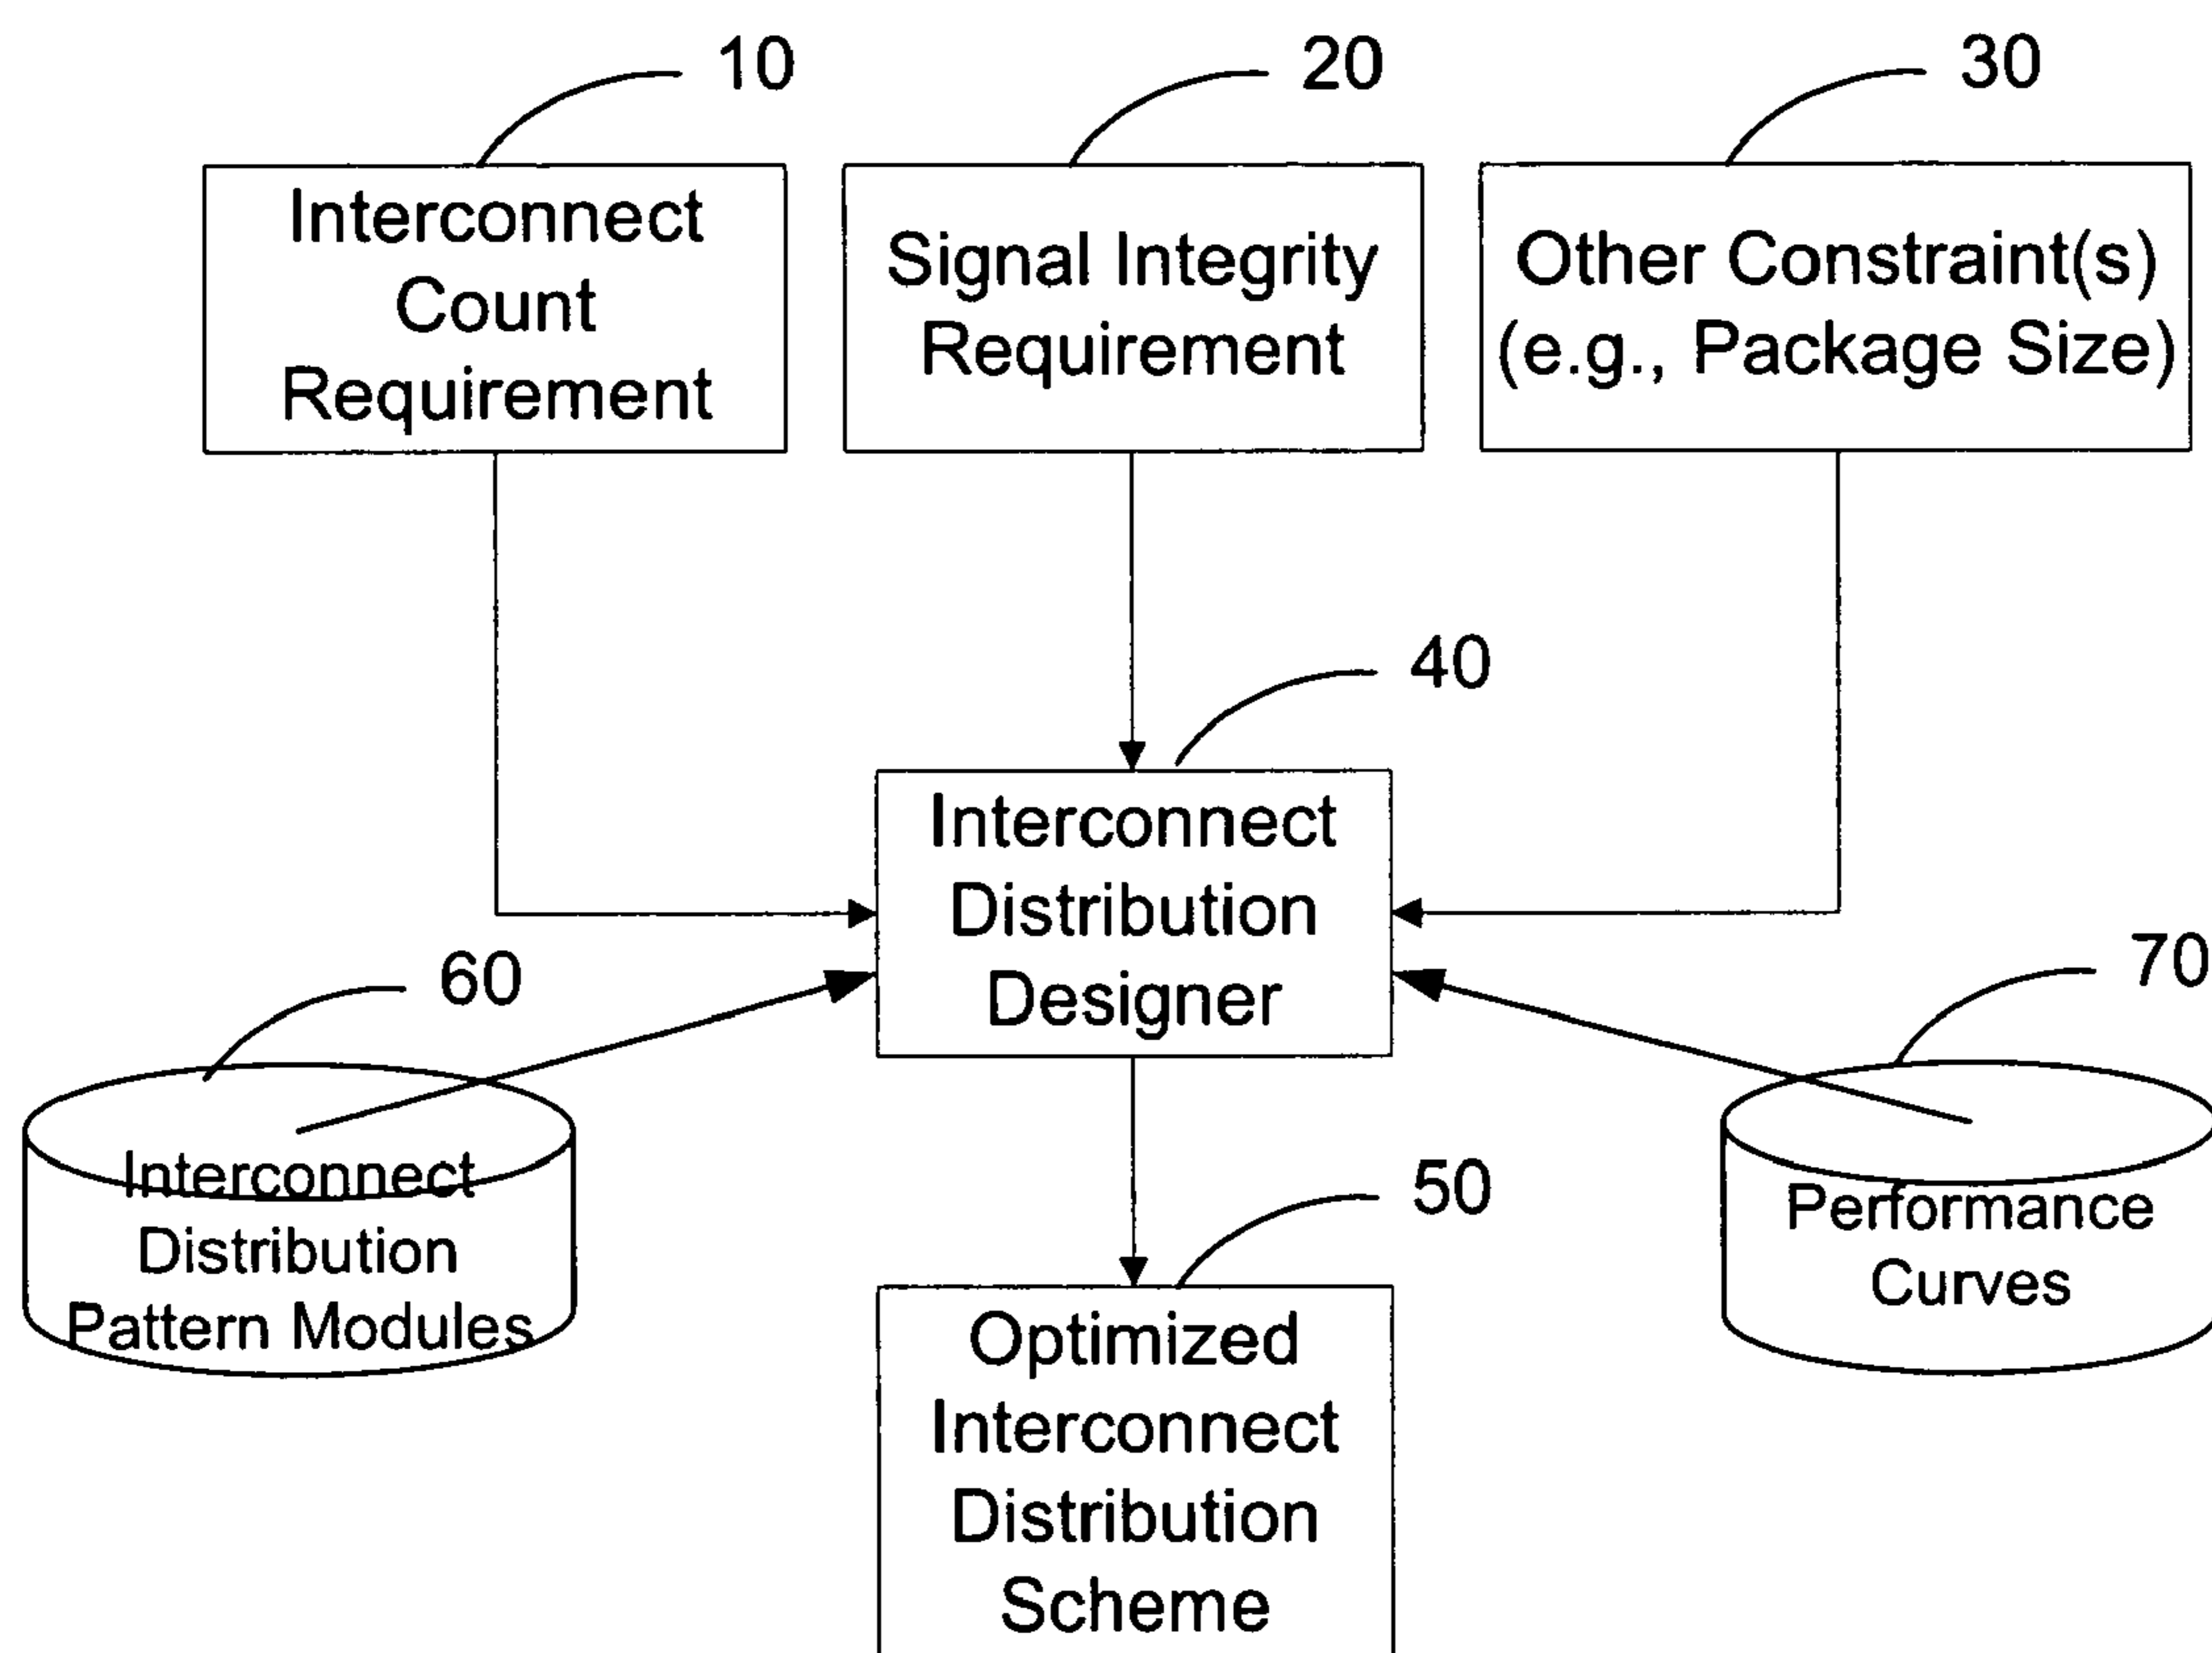 10
20
30
Interconnect
Count
Requirement
Signal Integrity
Requirement
Other Constraint(s)
(e.g., Package Size)
40
Interconnect
Distribution
Designer
60
70
Interconnect
Distribution
Pattern Modules
Performance
Curves
50
Optimized
Interconnect
Distribution
Scheme